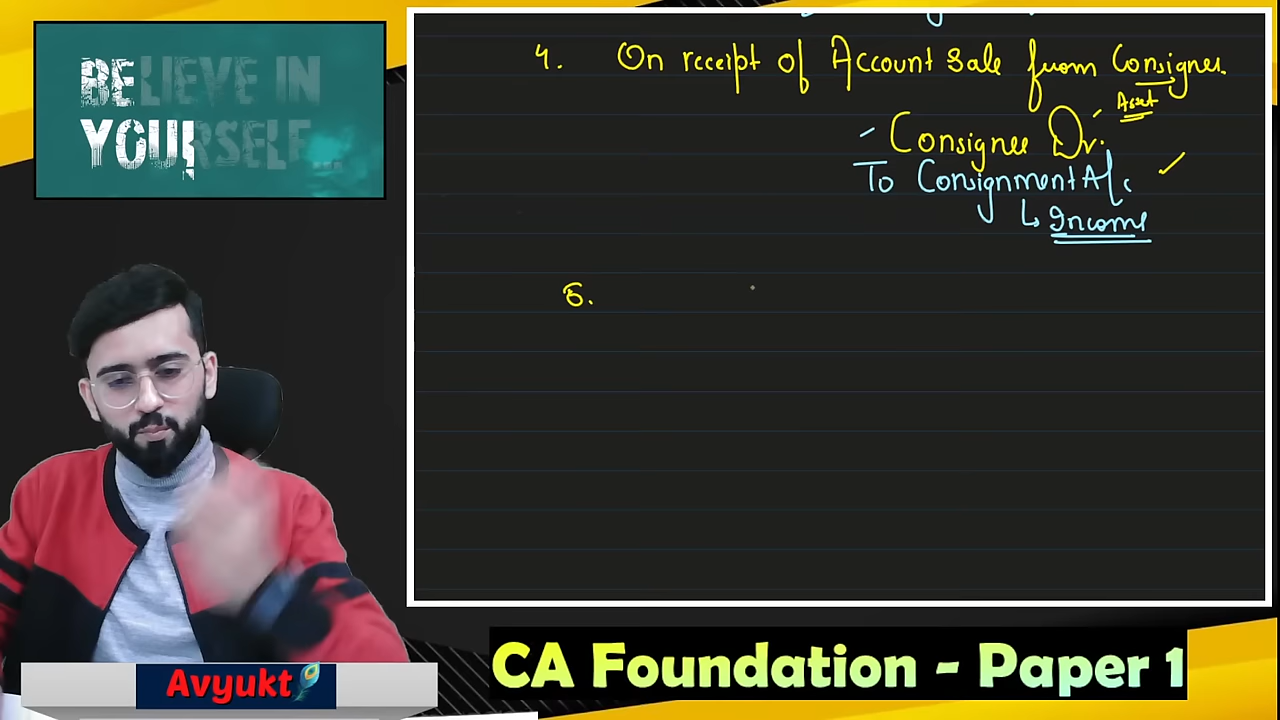 BELIEVE IN
YOURSELF...
4. On receipt of Account Sale from Consignee.
Asset
- Consignee Dr.
To Consignment A/c
↳ Income
5.
Avyukt
CA Foundation - Paper 1